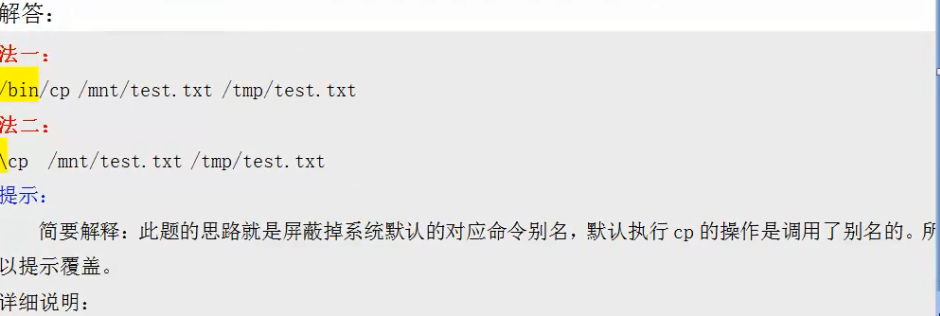 解答：
法一：
/bin/cp /mnt/test.txt /tmp/test.txt
法二：
\cp  /mnt/test.txt /tmp/test.txt
提示：
简要解释：此题的思路就是屏蔽掉系统默认的对应命令别名，默认执行 cp 的操作是调用了别名的。所
以提示覆盖。
详细说明：